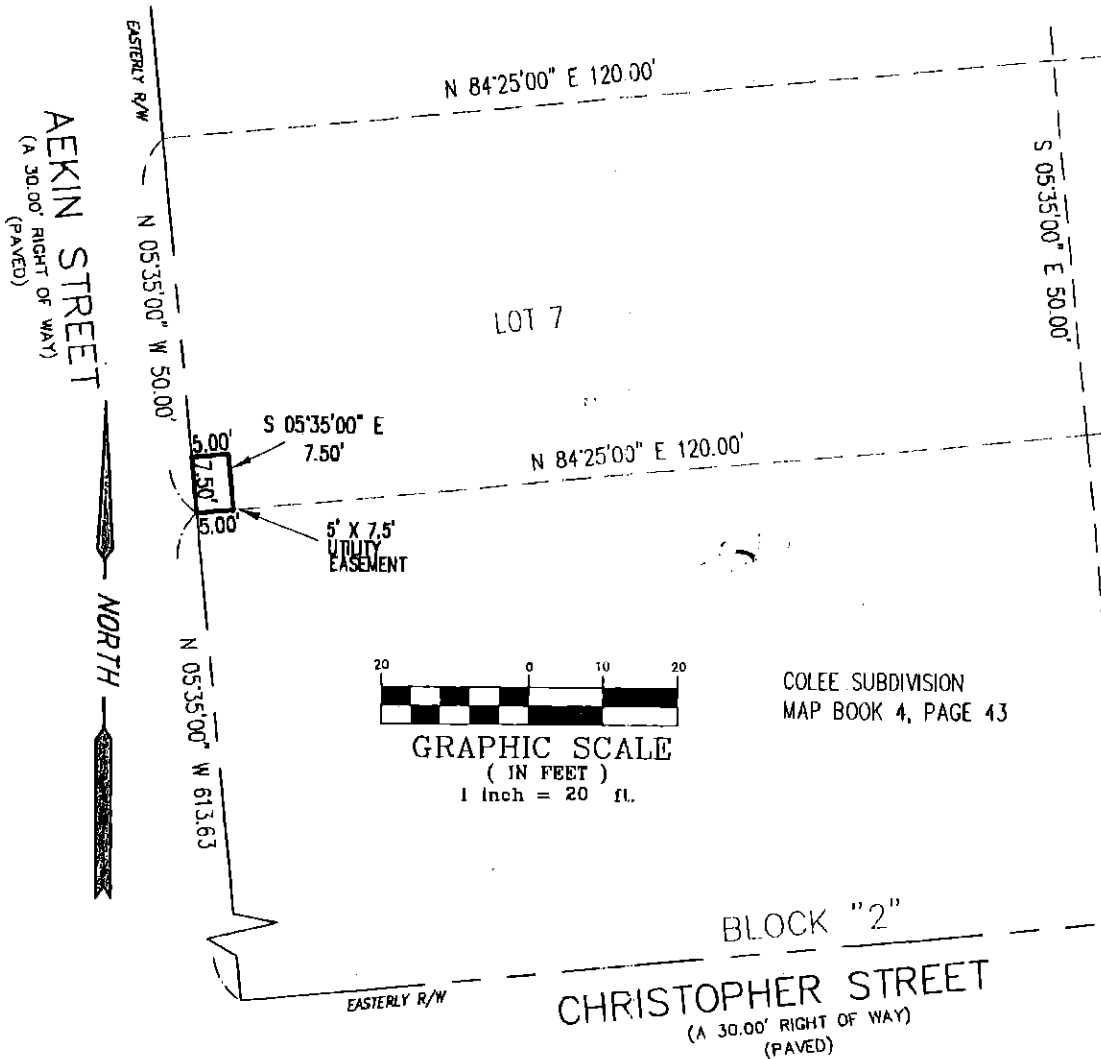 EASTERLY R/W
N 84°25'00" E 120.00'
AEKIN STREET
(A 30.00' RIGHT OF WAY)
(PAVED)
N 05°35'00" W 50.00'
S 05°35'00" E 50.00'
LOT 7
5.00'
S 05°35'00" E
7.50'
7.50'
5.00'
N 84°25'00" E 120.00'
5' X 7.5'
UTILITY
EASEMENT
NORTH
N 05°35'00" W 613.63
20 0 10 20
GRAPHIC SCALE
( IN FEET )
1 inch = 20 ft.
COLEE SUBDIVISION
MAP BOOK 4, PAGE 43
BLOCK "2"
EASTERLY R/W
CHRISTOPHER STREET
(A 30.00' RIGHT OF WAY)
(PAVED)